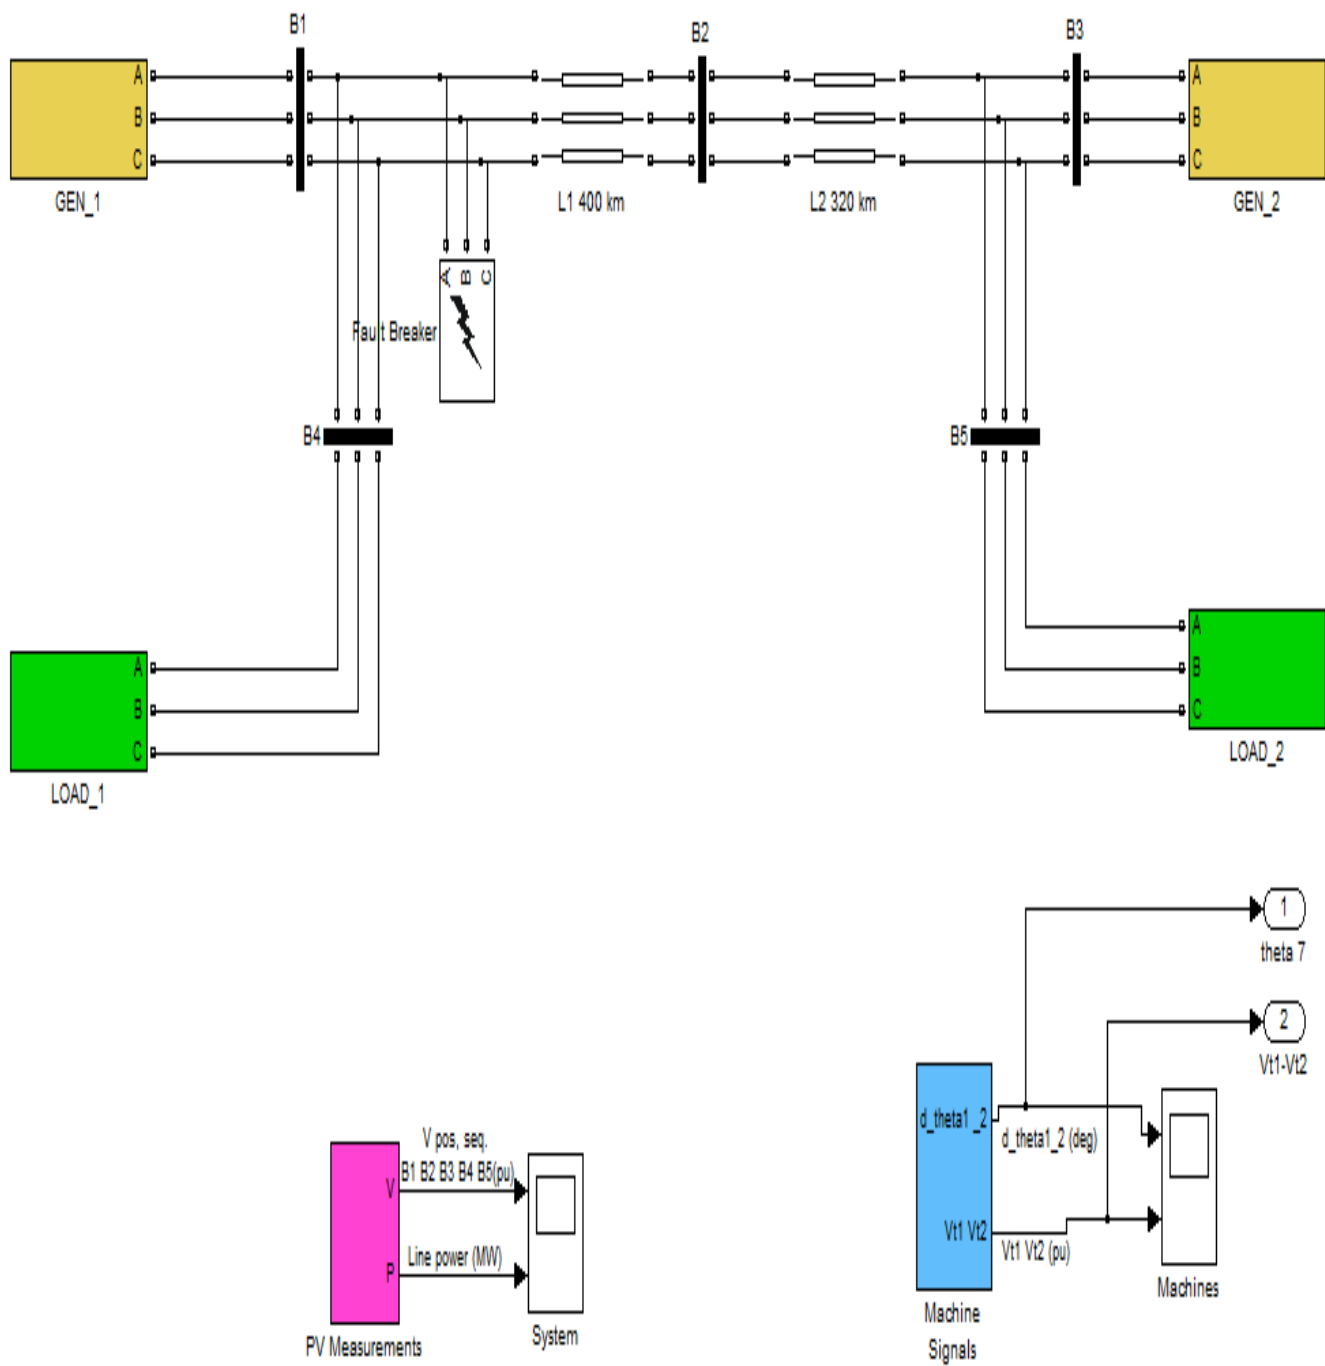 B1
B2
B3
A
B
C
GEN_1
L1 400 km
L2 320 km
A
B
C
GEN_2
A B C
Fault Breaker
B4
B5
A
B
C
LOAD_1
A
B
C
LOAD_2
1
theta 7
2
Vt1-Vt2
d_theta1 _2
d_theta1_2 (deg)
Vt1 Vt2
Vt1 Vt2 (pu)
Machine
Signals
Machines
V pos, seq.
B1 B2 B3 B4 B5(pu)
V
Line power (MW)
P
PV Measurements
System